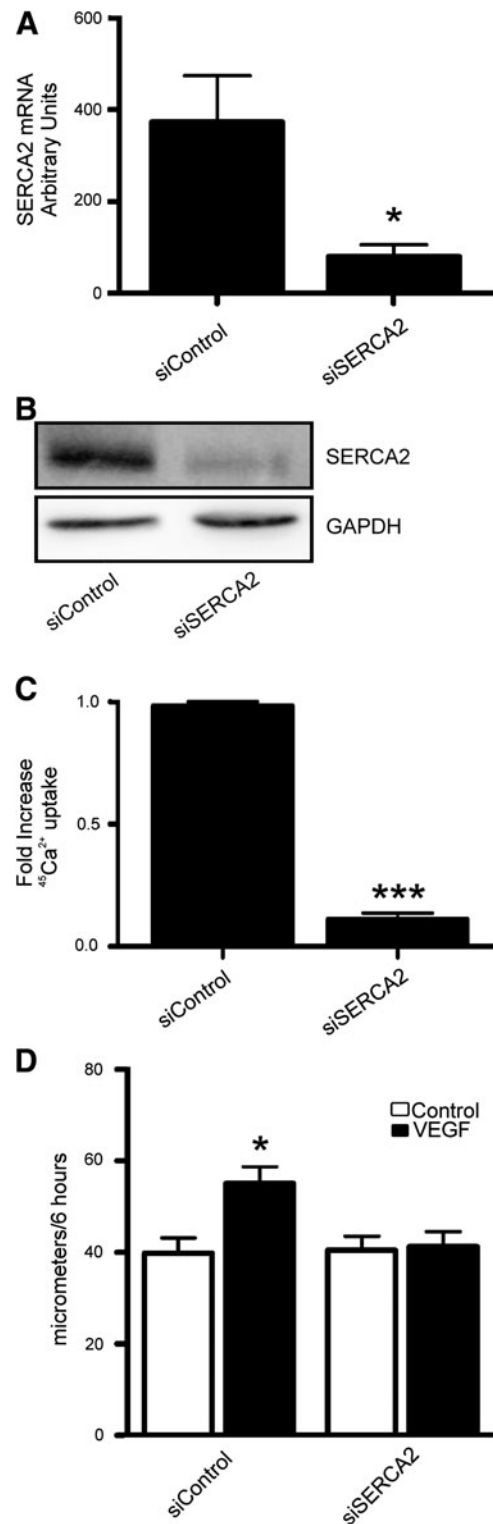 A
SERCA2 mRNA
Arbitrary Units
600
400
200
0
*
siControl
siSERCA2
B
SERCA2
GAPDH
siControl
siSERCA2
C
Fold Increase
⁴⁵Ca²⁺ uptake
1.0
0.5
0.0
***
siControl
siSERCA2
D
micrometers/6 hours
80
60
40
20
0
*
Control
VEGF
siControl
siSERCA2